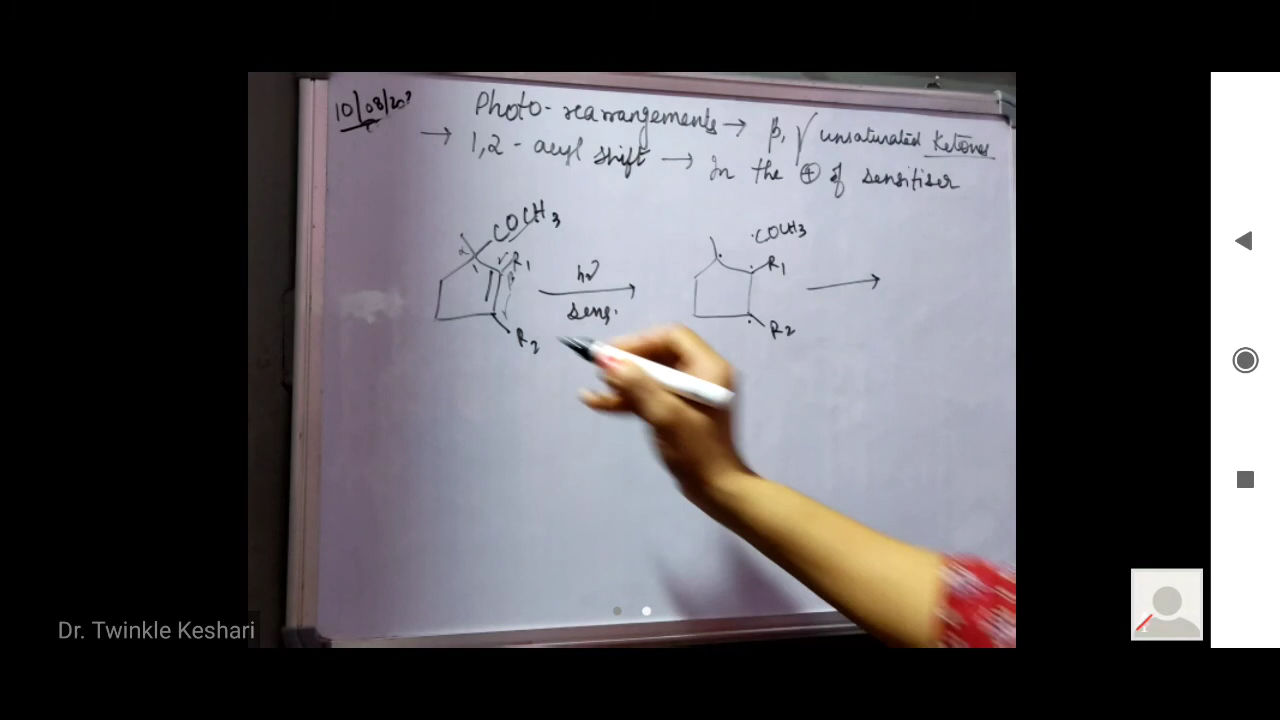 10/08/20
Photo-rearrangements → β, γ unsaturated Ketones
→ 1,2-acyl shift → In the ⊕ of sensitiser
COCH3
α
R1
β
γ
R2
hν
Sens.
.COCH3
R1
R2
Dr. Twinkle Keshari